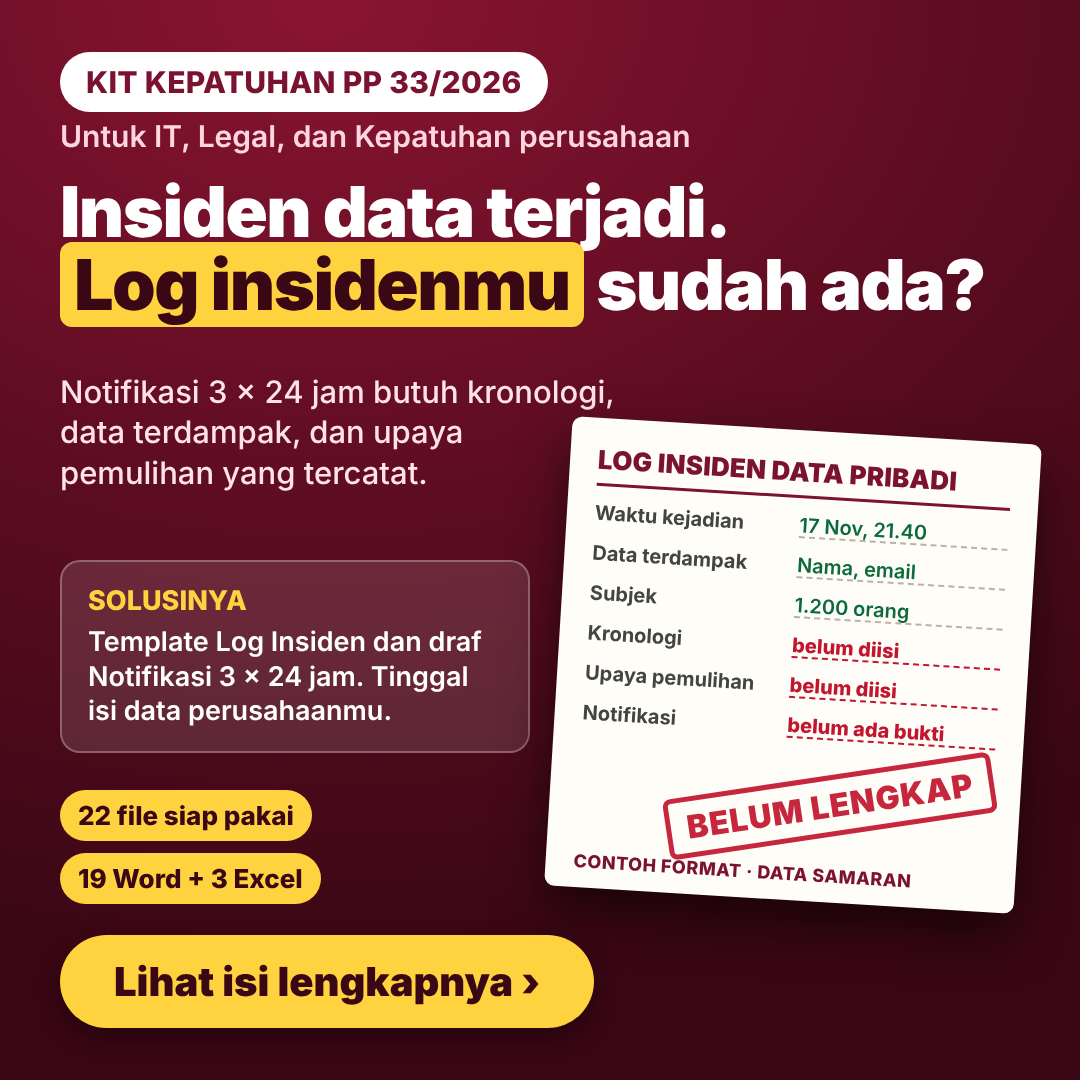 KIT KEPATUHAN PP 33/2026
Untuk IT, Legal, dan Kepatuhan perusahaan
Insiden data terjadi.
Log insidenmu sudah ada?
Notifikasi 3 × 24 jam butuh kronologi,
data terdampak, dan upaya
pemulihan yang tercatat.
SOLUSINYA
Template Log Insiden dan draf
Notifikasi 3 × 24 jam. Tinggal
isi data perusahaanmu.
22 file siap pakai
19 Word + 3 Excel
Lihat isi lengkapnya ›
LOG INSIDEN DATA PRIBADI
Waktu kejadian 17 Nov, 21.40
Data terdampak Nama, email
Subjek 1.200 orang
Kronologi belum diisi
Upaya pemulihan belum diisi
Notifikasi belum ada bukti
BELUM LENGKAP
CONTOH FORMAT · DATA SAMARAN